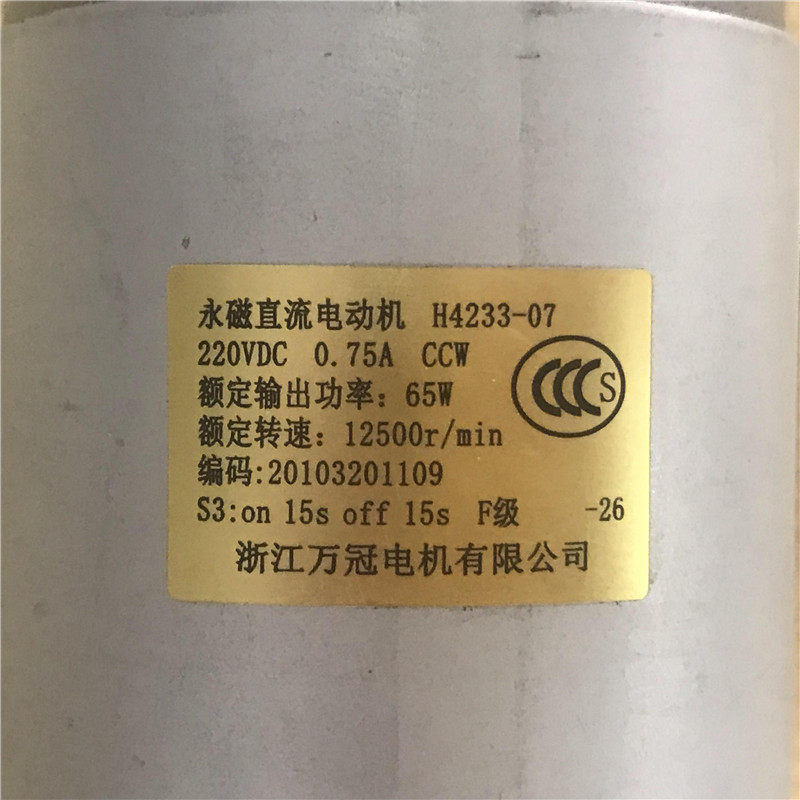 永磁直流电动机 H4233-07
220VDC 0.75A CCW
额定输出功率: 65W
额定转速: 12500r/min
CCC S
编码:20103201109
S3:on 15s off 15s F级 -26
浙江万冠电机有限公司